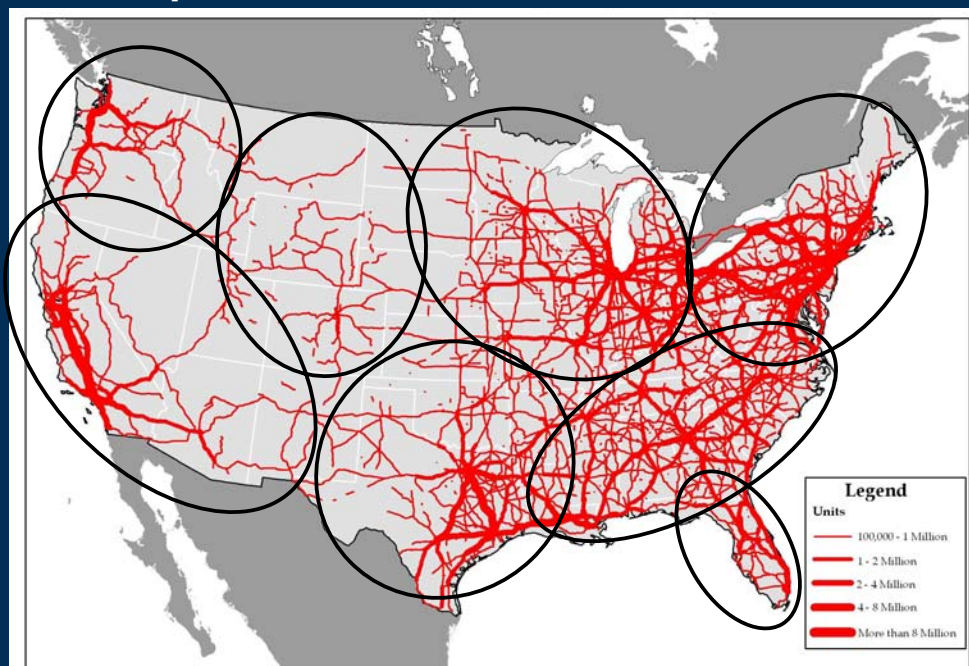 Legend
Units
100,000 - 1 Million
1 - 2 Million
2 - 4 Million
4 - 8 Million
More than 8 Million